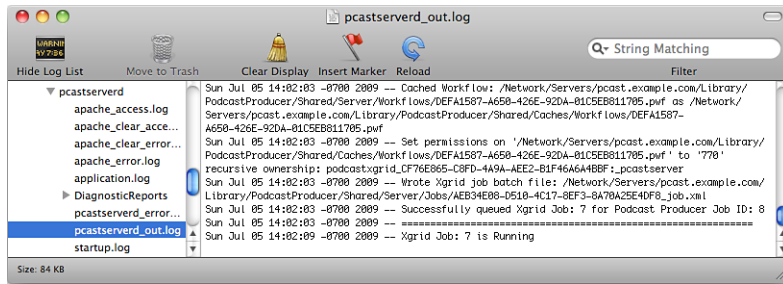 pcastserverd_out.log
WARNIN
AY 7:86
Hide Log List
Move to Trash
Clear Display
Insert Marker
Reload
String Matching
Filter
pcastserverd
apache_access.log
apache_clear_acce...
apache_clear_error...
apache_error.log
application.log
DiagnosticReports
pcastserverd_error...
pcastserverd_out.log
startup.log
Sun Jul 05 14:02:03 -0700 2009 -- Cached Workflow: /Network/Servers/pcast.example.com/Library/
PodcastProducer/Shared/Server/Workflows/DEFA1587-A650-426E-92DA-01C5EB811705.pwf as /Network/
Servers/pcast.example.com/Library/PodcastProducer/Shared/Caches/Workflows/DEFA1587-
A650-426E-92DA-01C5EB811705.pwf
Sun Jul 05 14:02:03 -0700 2009 -- Set permissions on '/Network/Servers/pcast.example.com/Library/
PodcastProducer/Shared/Caches/Workflows/DEFA1587-A650-426E-92DA-01C5EB811705.pwf' to '770'
recursive ownership: podcastxgrid_CF76E865-C8FD-4A9A-AEE2-B1F46A6A4BBF:_pcastserver
Sun Jul 05 14:02:03 -0700 2009 -- Wrote Xgrid job batch file: /Network/Servers/pcast.example.com/
Library/PodcastProducer/Shared/Server/Jobs/AEB34E08-D510-4C17-8EF3-8A70A25E4DF8_job.xml
Sun Jul 05 14:02:09 -0700 2009 -- Successfully queued Xgrid Job: 7 for Podcast Producer Job ID: 8
Sun Jul 05 14:02:09 -0700 2009 -- ========================================================
Sun Jul 05 14:02:09 -0700 2009 -- Xgrid Job: 7 is Running
Size: 84 KB